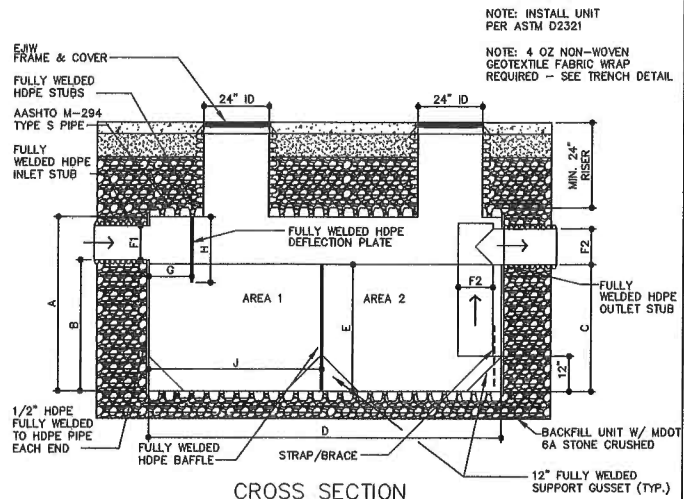 NOTE: INSTALL UNIT
PER ASTM D2321
NOTE: 4 OZ NON-WOVEN
GEOTEXTILE FABRIC WRAP
REQUIRED - SEE TRENCH DETAIL
EJIW
FRAME & COVER
FULLY WELDED
HDPE STUBS
AASHTO M-294
TYPE S PIPE
FULLY
WELDED HDPE
INLET STUB
24" ID
24" ID
MIN. 24"
RISER
FULLY WELDED HDPE
DEFLECTION PLATE
F1
H
G
F2
F2
A
B
AREA 1
AREA 2
E
C
J
12"
D
FULLY
WELDED HDPE
OUTLET STUB
1/2" HDPE
FULLY WELDED
TO HDPE PIPE
EACH END
FULLY WELDED
HDPE BAFFLE
STRAP/BRACE
BACKFILL UNIT W/ MDOT
6A STONE CRUSHED
12" FULLY WELDED
SUPPORT GUSSET (TYP.)
CROSS SECTION